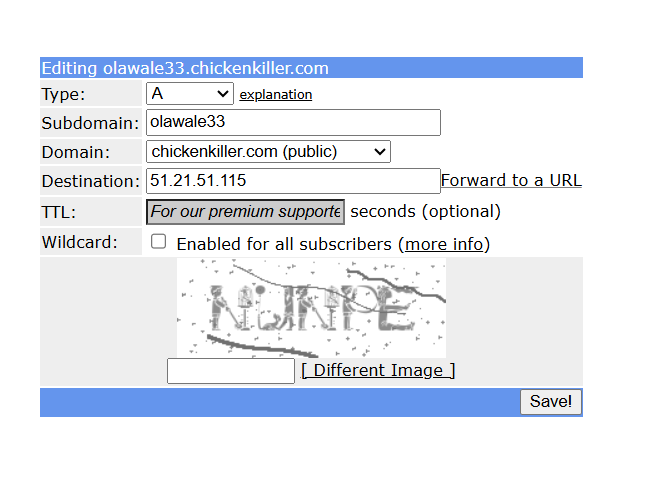 Editing olawale33.chickenkiller.com
Type: A explanation
Subdomain: olawale33
Domain: chickenkiller.com (public)
Destination: 51.21.51.115 Forward to a URL
TTL: For our premium supporte seconds (optional)
Wildcard: Enabled for all subscribers (more info)
[ Different Image ]
Save!